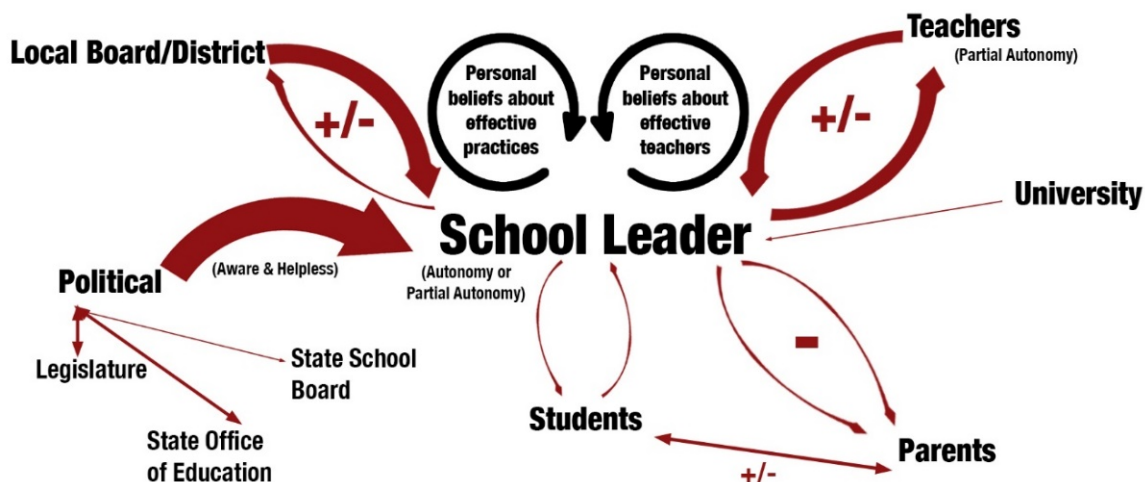 Local Board/District
+/-
Personal
beliefs about
effective
practices
Personal
beliefs about
effective
teachers
Teachers
(Partial Autonomy)
+/-
University
School Leader
(Autonomy or
Partial Autonomy)
(Aware & Helpless)
Political
Legislature
State School
Board
State Office
of Education
Students
-
Parents
+/-